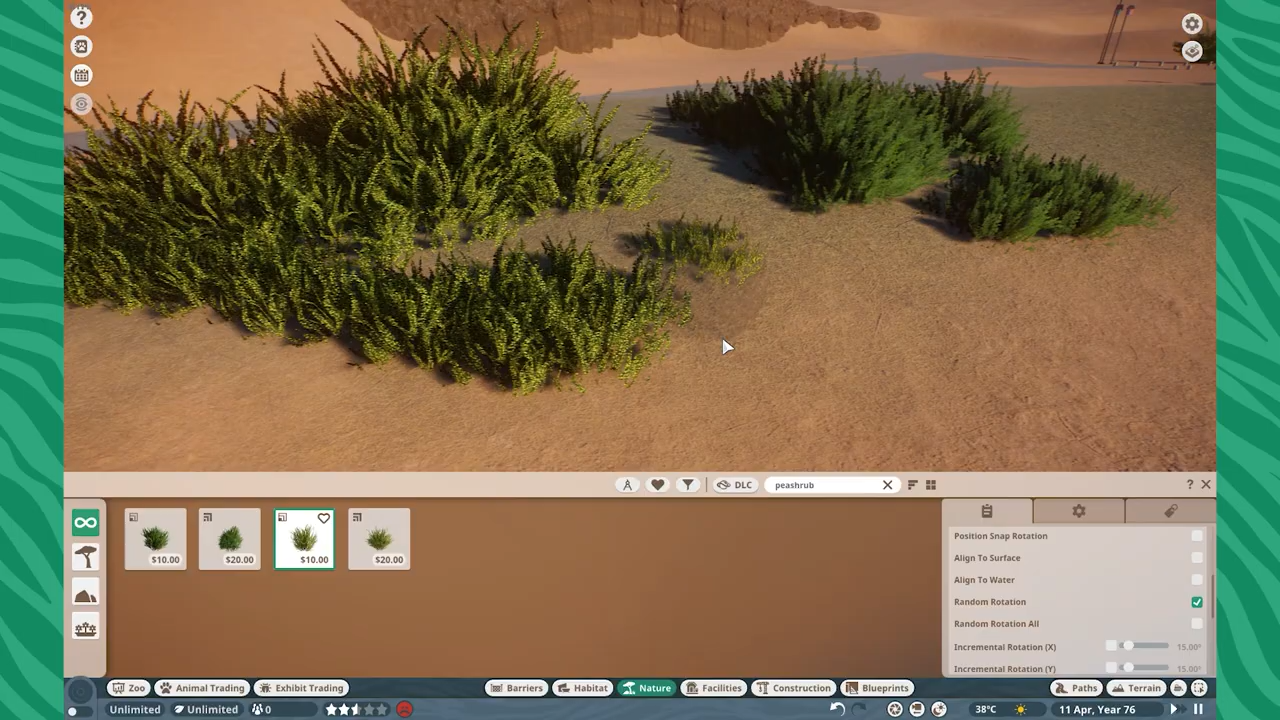 ?
DLC
peashrub
?
$10.00
$20.00
$10.00
$20.00
Position Snap Rotation
Align To Surface
Align To Water
Random Rotation
Random Rotation All
Incremental Rotation (X)
15.00°
Incremental Rotation (Y)
15.00°
Zoo
Animal Trading
Exhibit Trading
Barriers
Habitat
Nature
Facilities
Construction
Blueprints
Paths
Terrain
Unlimited
Unlimited
0
38°C
11 Apr, Year 76